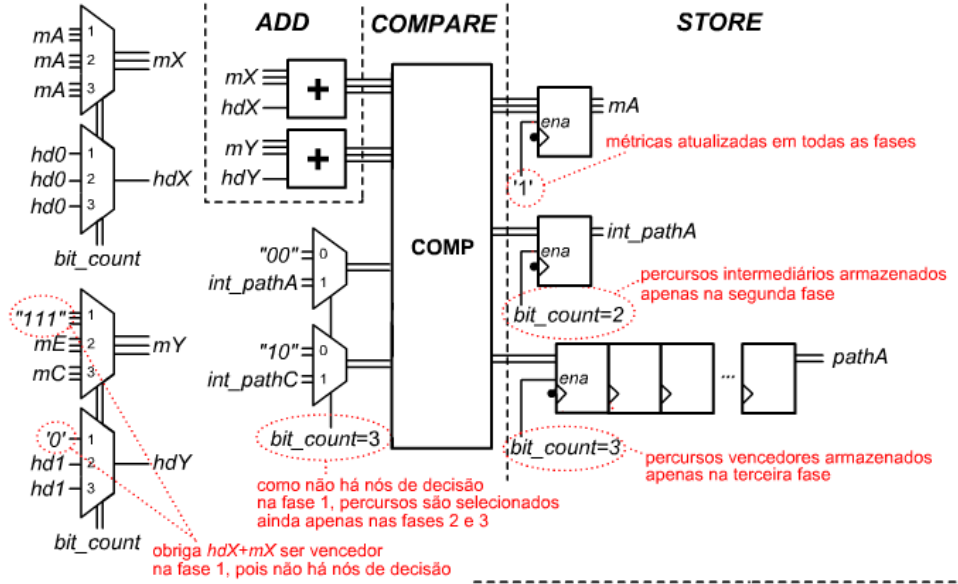 ADD
COMPARE
STORE
mA
mA
mA
1
2
3
mX
hd0
hd0
hd0
1
2
3
hdX
bit_count
"111"
mE
mC
1
2
3
mY
'0'
hd1
hd1
1
2
3
hdY
bit_count
obriga hdX+mX ser vencedor
na fase 1, pois não há nós de decisão
mX
hdX
+
mY
hdY
+
"00"
int_pathA
0
1
"10"
int_pathC
0
1
bit_count=3
como não há nós de decisão
na fase 1, percursos são selecionados
ainda apenas nas fases 2 e 3
COMP
ena
mA
'1'
métricas atualizadas em todas as fases
ena
int_pathA
bit_count=2
percursos intermediários armazenados
apenas na segunda fase
ena
...
pathA
bit_count=3
percursos vencedores armazenados
apenas na terceira fase